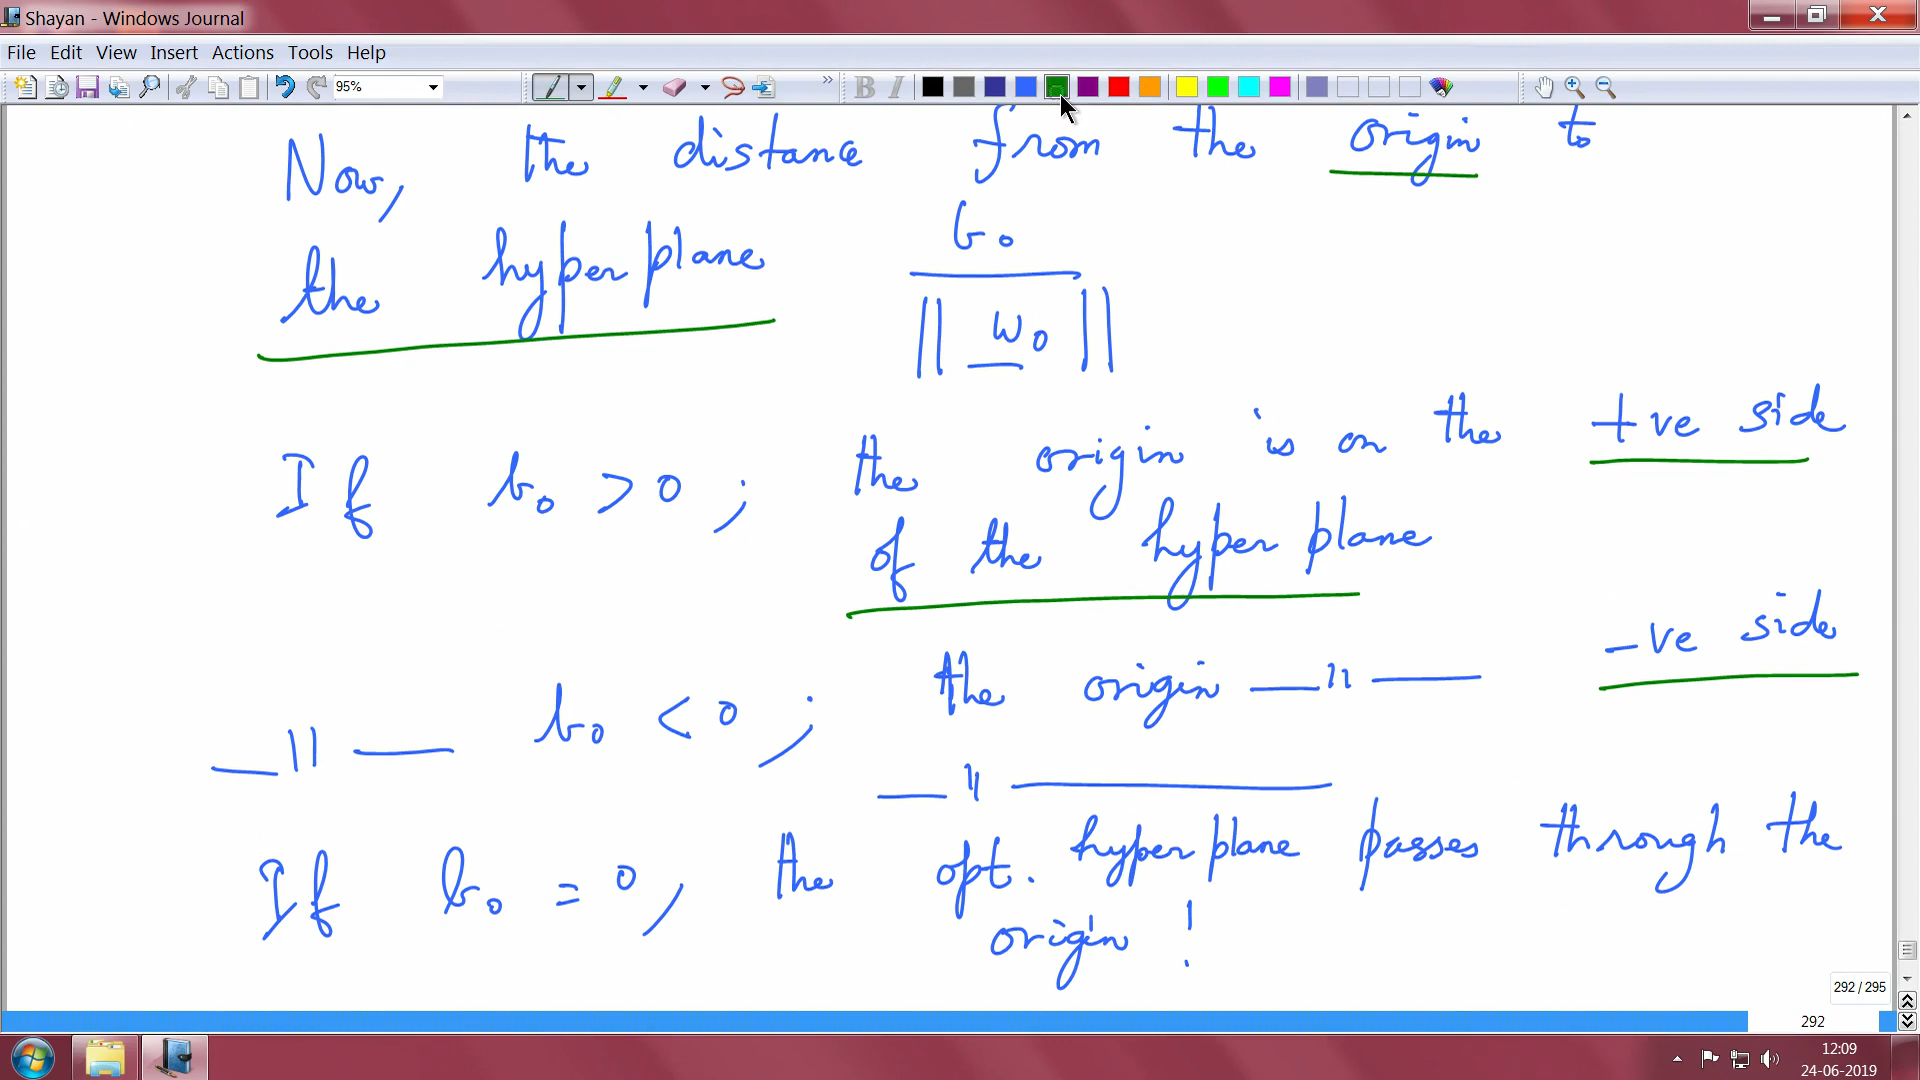 Shayan - Windows Journal
File Edit View Insert Actions Tools Help
95%
Now, the distance from the origin to
the hyperplane b₀ / || w₀ ||
If b₀ > 0 ; the origin is on the +ve side
of the hyperplane
— " — b₀ < 0 ; the origin — " — -ve side
— " —
If b₀ = 0, the opt. hyperplane passes through the
origin !
292 / 295
292
12:09
24-06-2019